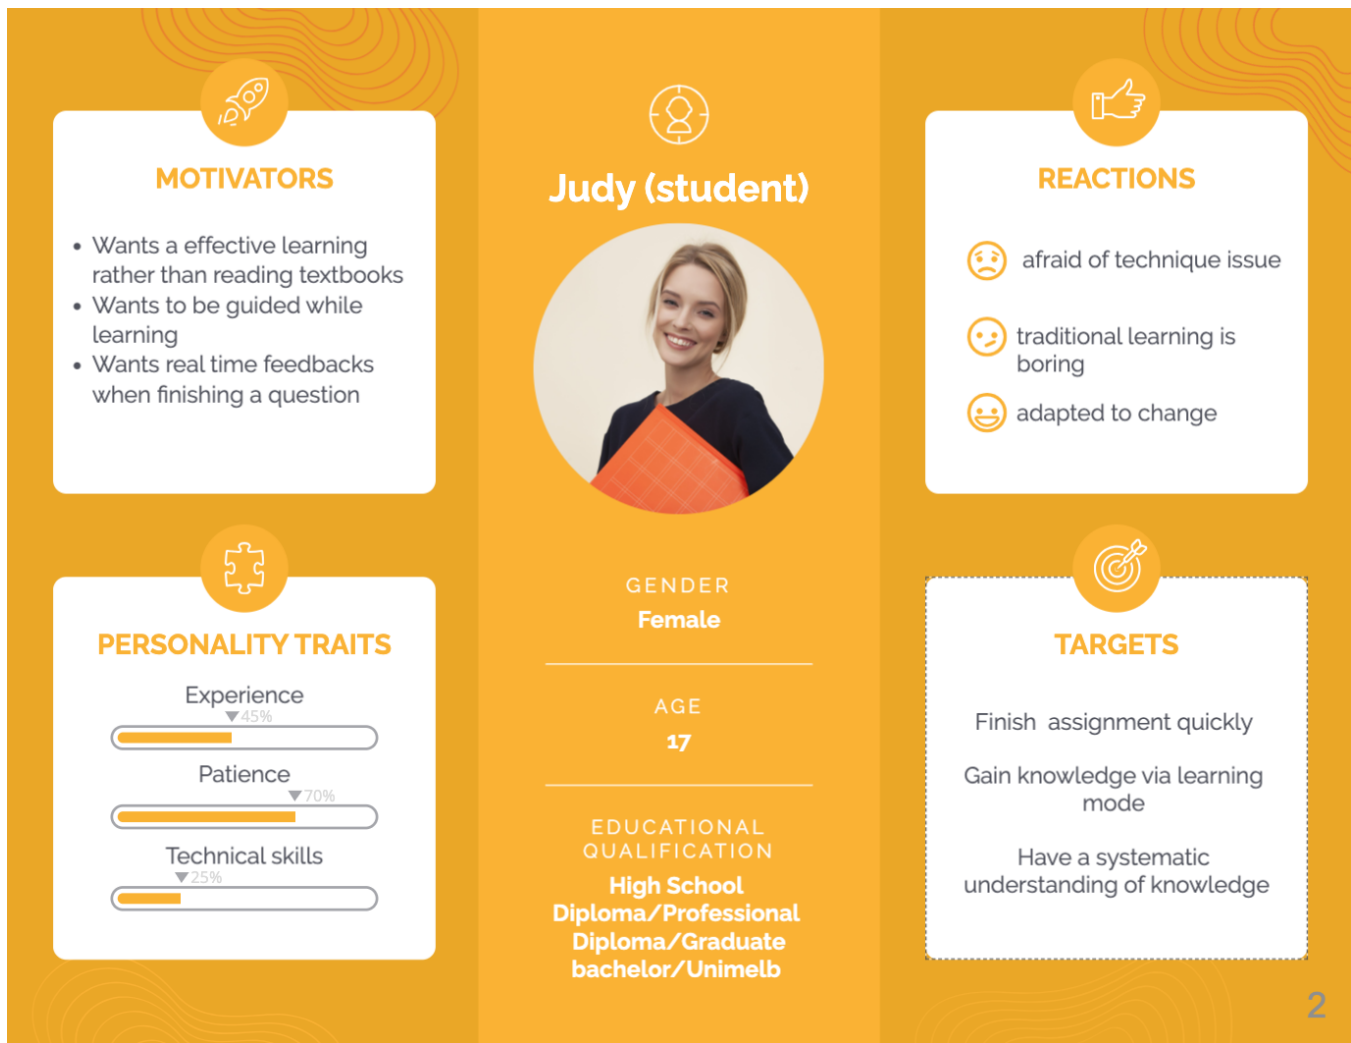 MOTIVATORS
• Wants a effective learning
rather than reading textbooks
• Wants to be guided while
learning
• Wants real time feedbacks
when finishing a question
PERSONALITY TRAITS
Experience
45%
Patience
70%
Technical skills
25%
Judy (student)
GENDER
Female
AGE
17
EDUCATIONAL
QUALIFICATION
High School
Diploma/Professional
Diploma/Graduate
bachelor/Unimelb
REACTIONS
afraid of technique issue
traditional learning is
boring
adapted to change
TARGETS
Finish assignment quickly
Gain knowledge via learning
mode
Have a systematic
understanding of knowledge
2